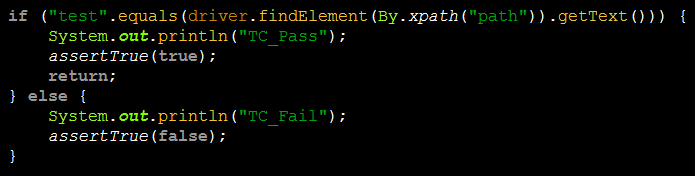 if ("test".equals(driver.findElement(By.xpath("path")).getText())) {
    System.out.println("TC_Pass");
    assertTrue(true);
    return;
} else {
    System.out.println("TC_Fail");
    assertTrue(false);
}